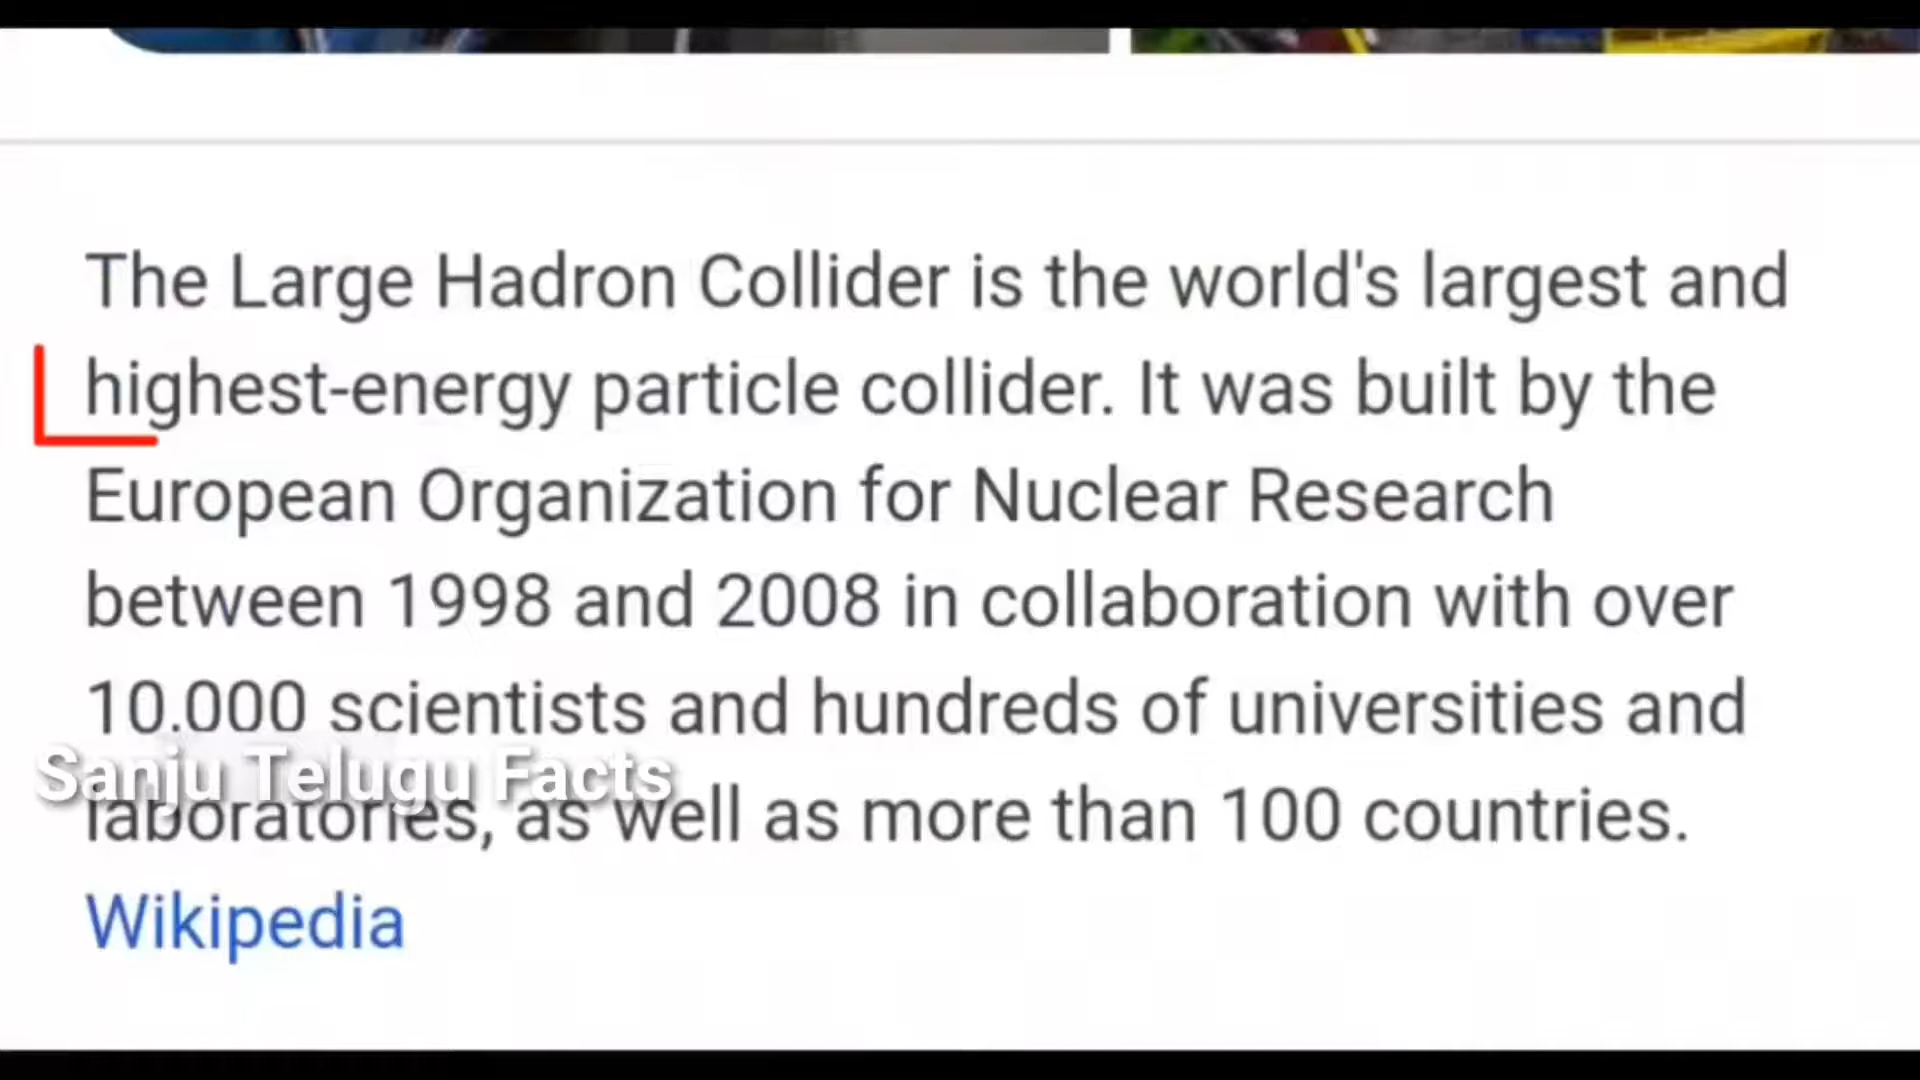 The Large Hadron Collider is the world's largest and
highest-energy particle collider. It was built by the
European Organization for Nuclear Research
between 1998 and 2008 in collaboration with over
10,000 scientists and hundreds of universities and
Sanju Telugu Facts
laboratories, as well as more than 100 countries.
Wikipedia